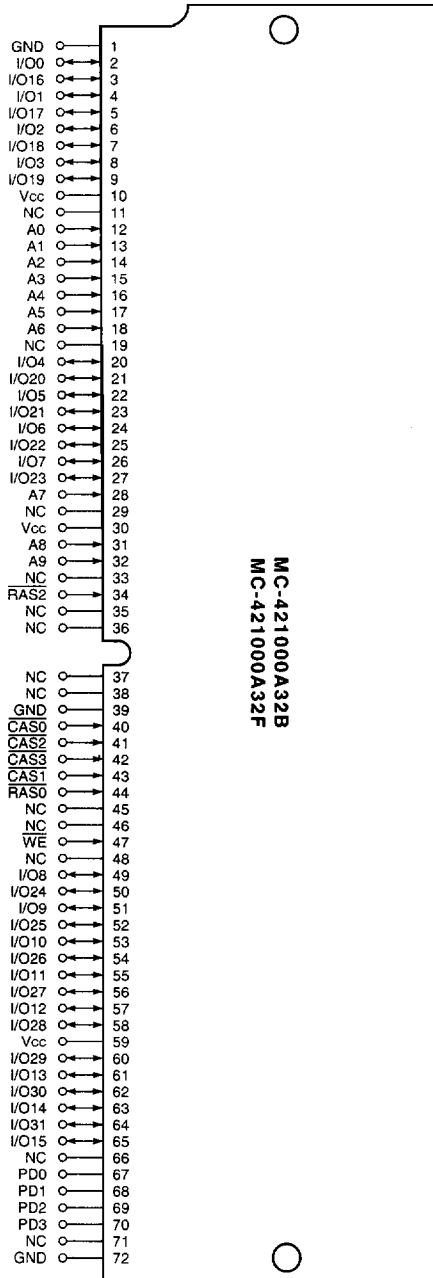 GND 1
I/O0 2
I/O16 3
I/O1 4
I/O17 5
I/O2 6
I/O18 7
I/O3 8
I/O19 9
Vcc 10
NC 11
A0 12
A1 13
A2 14
A3 15
A4 16
A5 17
A6 18
NC 19
I/O4 20
I/O20 21
I/O5 22
I/O21 23
I/O6 24
I/O22 25
I/O7 26
I/O23 27
A7 28
NC 29
Vcc 30
A8 31
A9 32
NC 33
RAS2 34
NC 35
NC 36
NC 37
NC 38
GND 39
CAS0 40
CAS2 41
CAS3 42
CAS1 43
RAS0 44
NC 45
NC 46
WE 47
NC 48
I/O8 49
I/O24 50
I/O9 51
I/O25 52
I/O10 53
I/O26 54
I/O11 55
I/O27 56
I/O12 57
I/O28 58
Vcc 59
I/O29 60
I/O13 61
I/O30 62
I/O14 63
I/O31 64
I/O15 65
NC 66
PD0 67
PD1 68
PD2 69
PD3 70
NC 71
GND 72
MC-421000A32B
MC-421000A32F